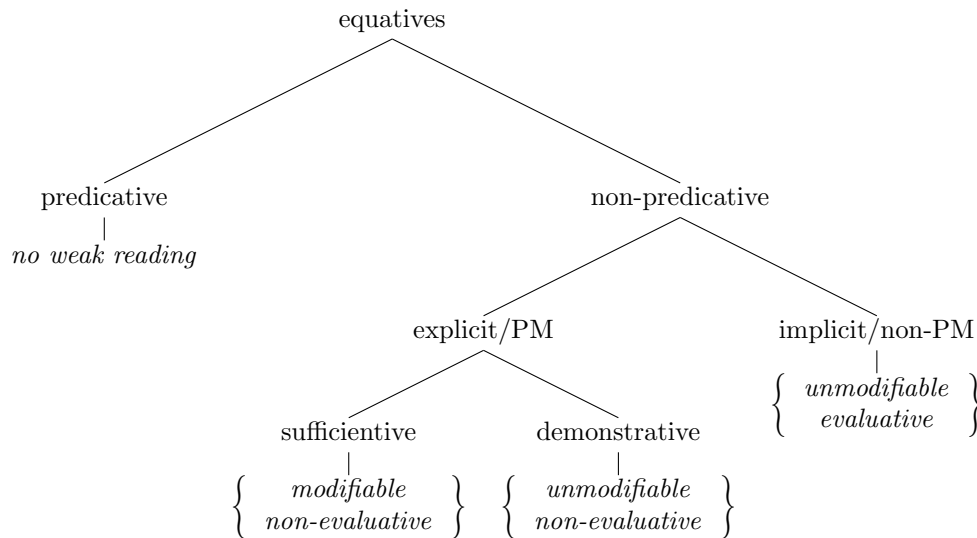 equatives
predicative
non-predicative
no weak reading
explicit/PM
implicit/non-PM
{ unmodifiable
evaluative }
sufficientive
demonstrative
{ modifiable
non-evaluative }
{ unmodifiable
non-evaluative }